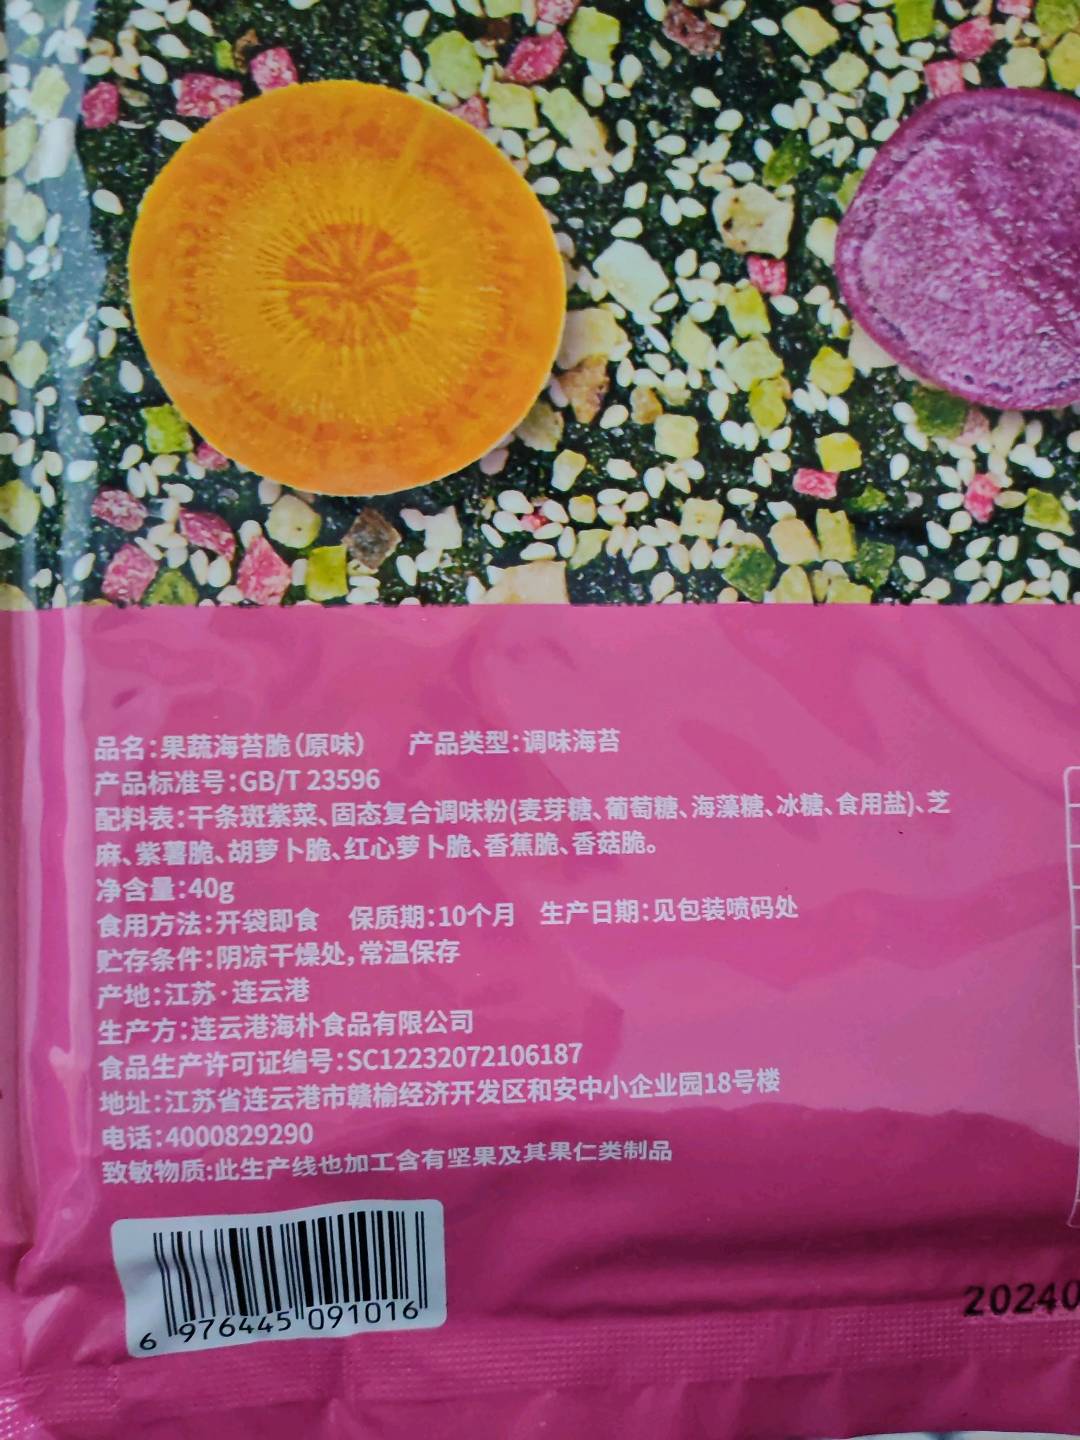 品名：果蔬海苔脆（原味） 产品类型：调味海苔
产品标准号：GB/T 23596
配料表：干条斑紫菜、固态复合调味粉(麦芽糖、葡萄糖、海藻糖、冰糖、食用盐)、芝
麻、紫薯脆、胡萝卜脆、红心萝卜脆、香蕉脆、香菇脆。
净含量：40g
食用方法：开袋即食 保质期：10个月 生产日期：见包装喷码处
贮存条件：阴凉干燥处，常温保存
产地：江苏·连云港
生产方：连云港海朴食品有限公司
食品生产许可证编号：SC12232072106187
地址：江苏省连云港市赣榆经济开发区和安中小企业园18号楼
电话：4000829290
致敏物质：此生产线也加工含有坚果及其果仁类制品
6 976445 091016
20240